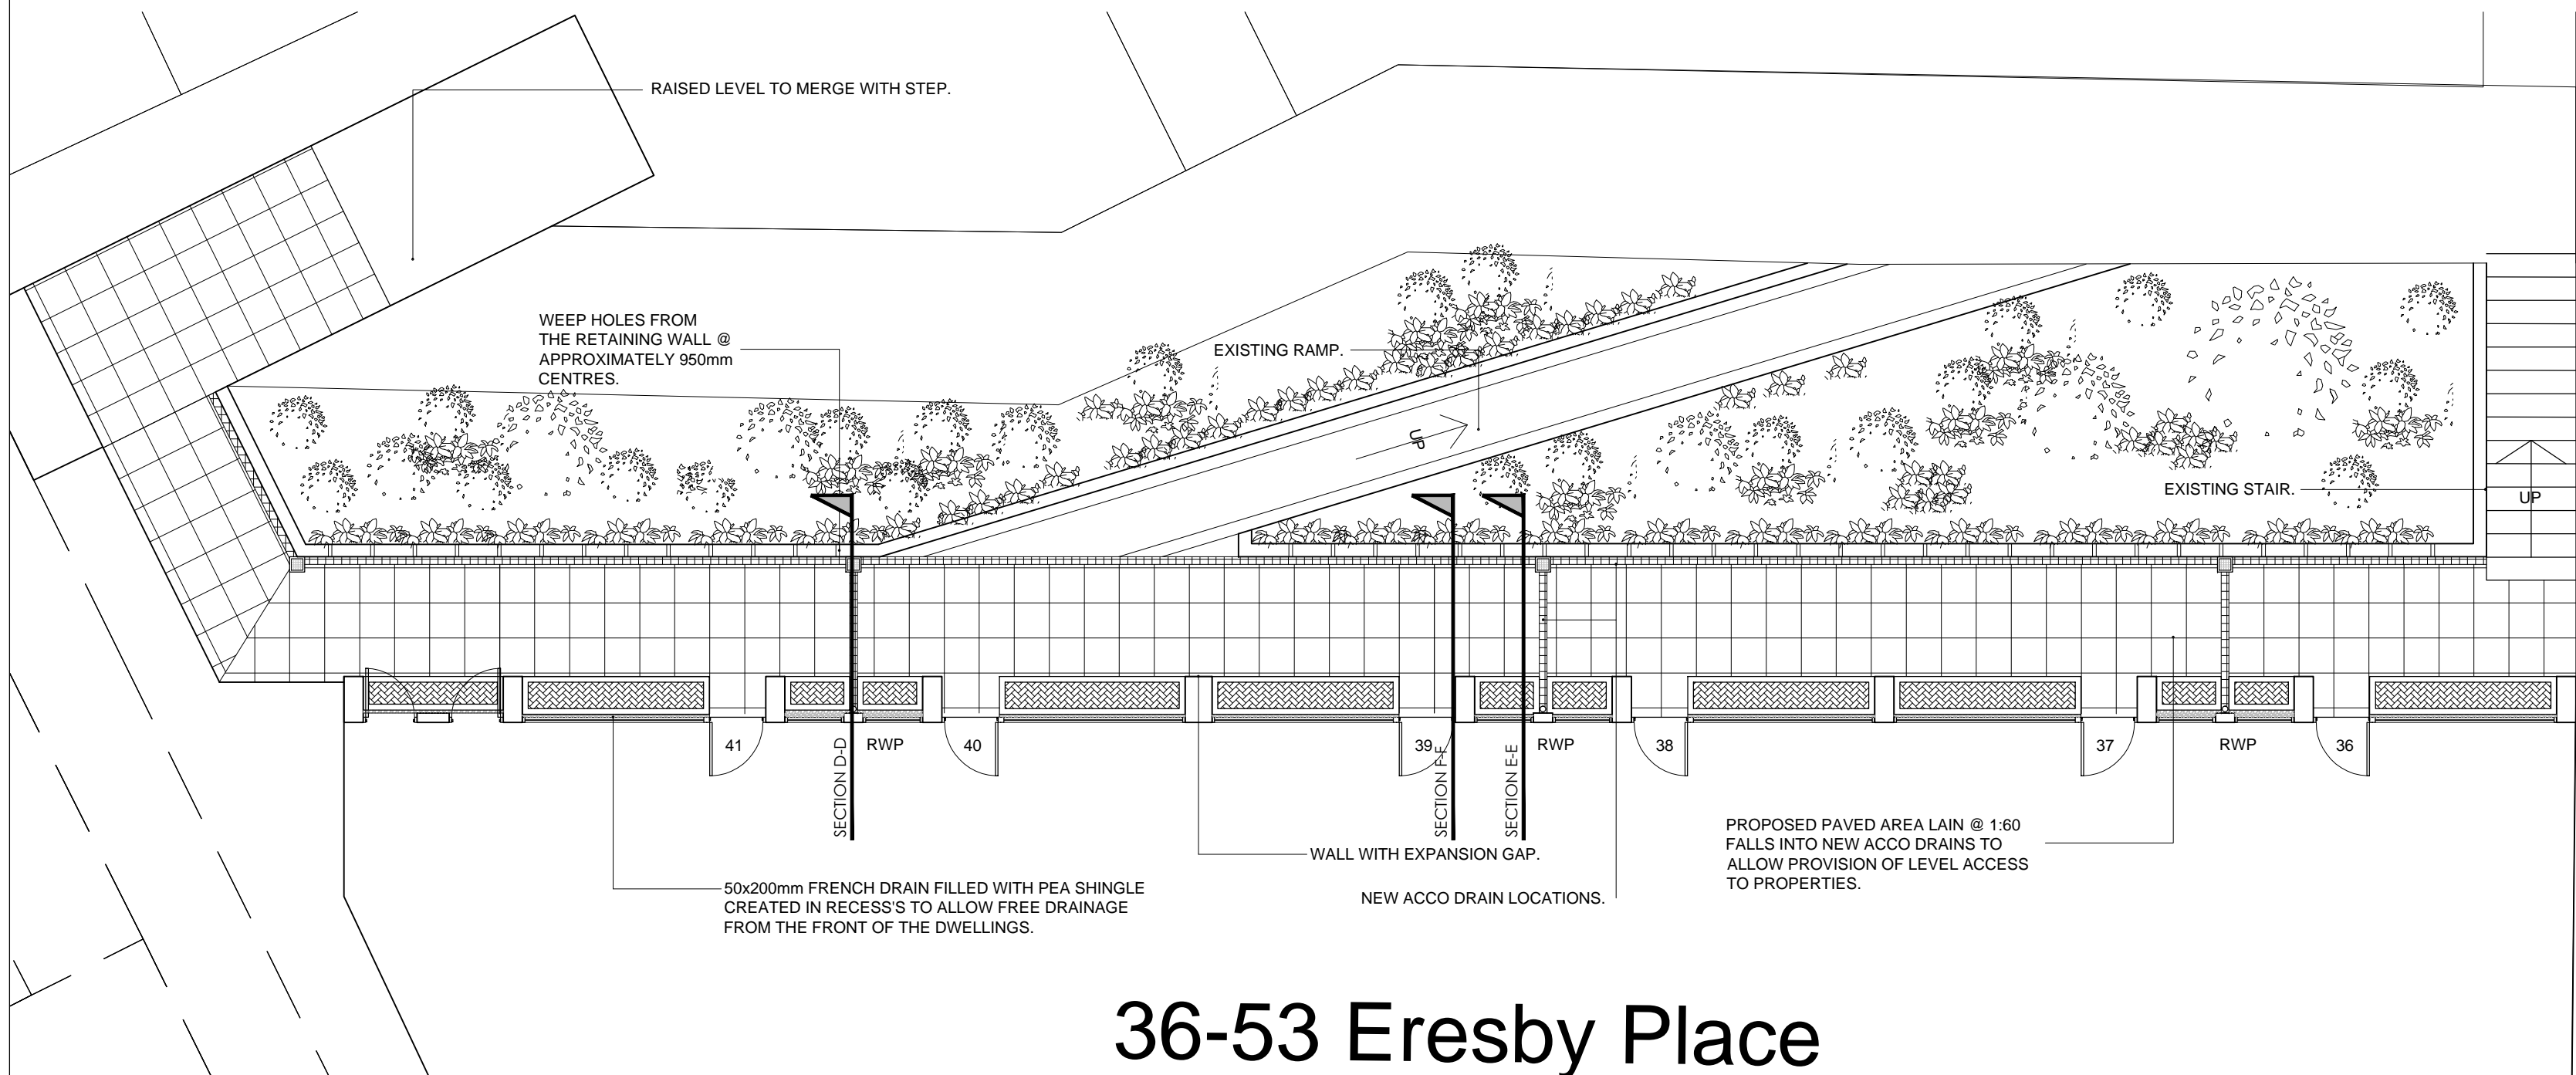 RAISED LEVEL TO MERGE WITH STEP.
WEEP HOLES FROM
THE RETAINING WALL @
APPROXIMATELY 950mm
CENTRES.
EXISTING RAMP.
UP
EXISTING STAIR.
UP
41
SECTION D-D
RWP
40
39
SECTION F-F
SECTION E-E
RWP
38
37
RWP
36
WALL WITH EXPANSION GAP.
50x200mm FRENCH DRAIN FILLED WITH PEA SHINGLE
CREATED IN RECESS'S TO ALLOW FREE DRAINAGE
FROM THE FRONT OF THE DWELLINGS.
NEW ACCO DRAIN LOCATIONS.
PROPOSED PAVED AREA LAIN @ 1:60
FALLS INTO NEW ACCO DRAINS TO
ALLOW PROVISION OF LEVEL ACCESS
TO PROPERTIES.
36-53 Eresby Place